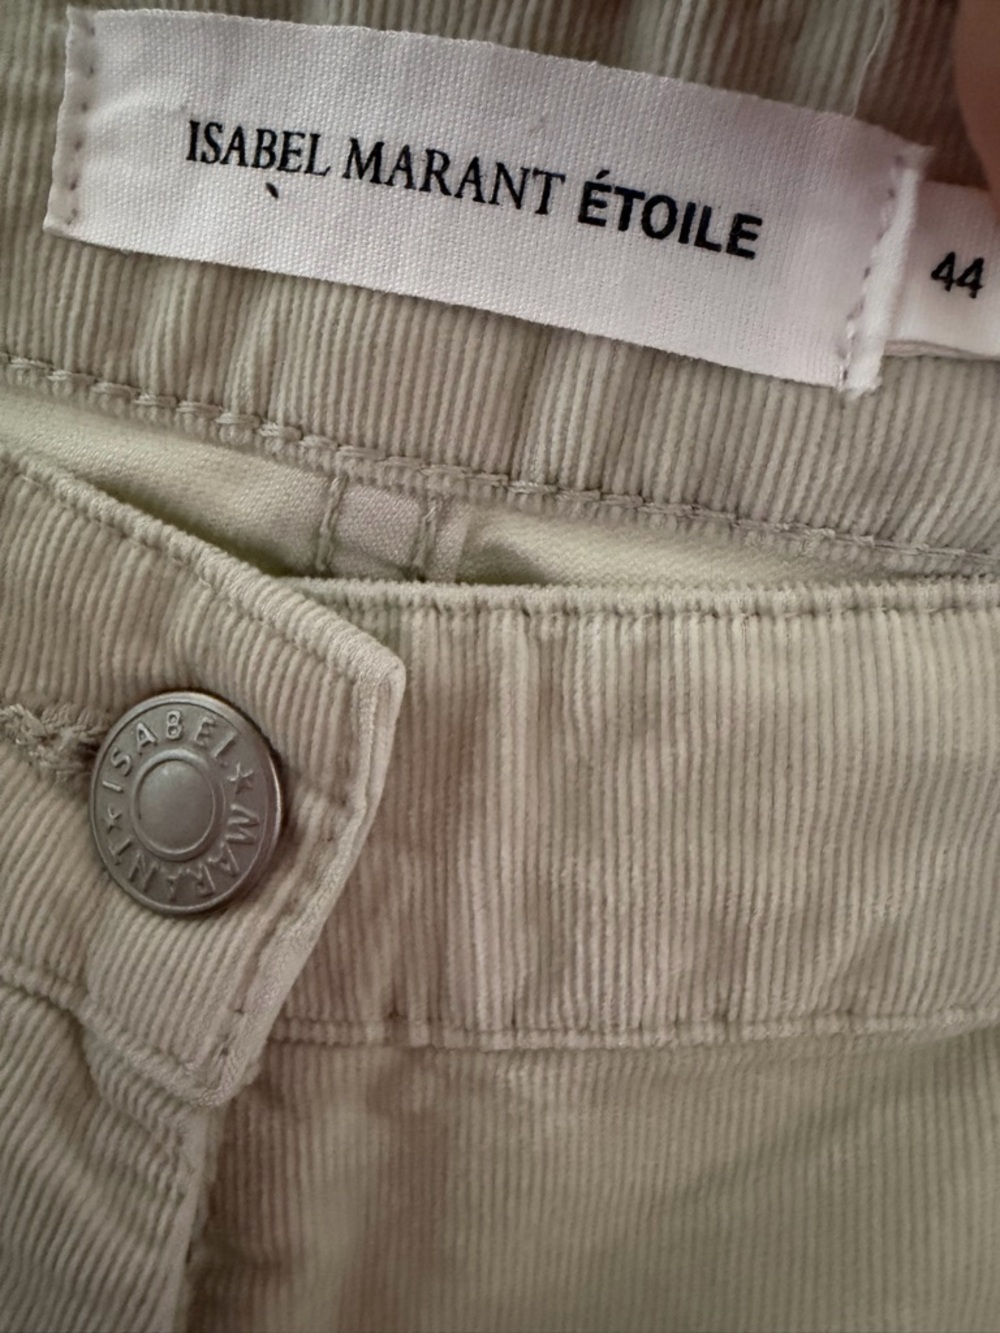 ISABEL MARANT ÉTOILE
44
ISABEL ★ MARANT ★